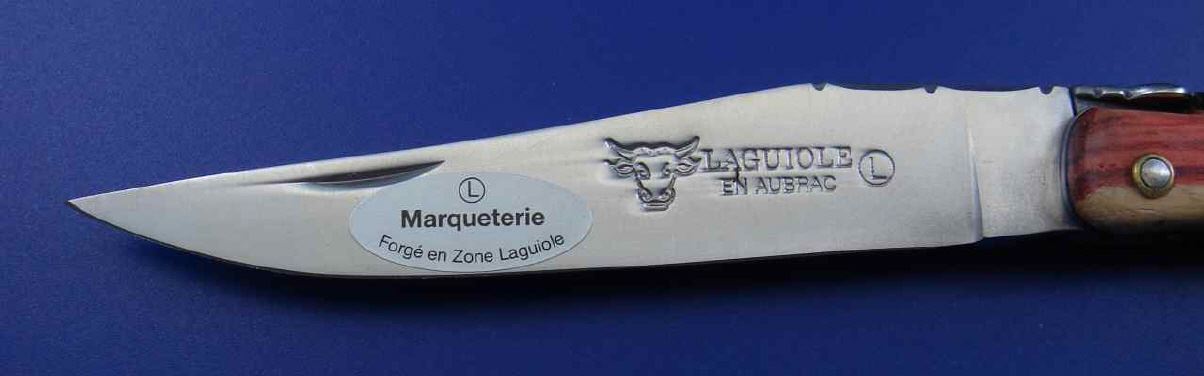 LAGUIOLE
EN AUBRAC
L
L
Marqueterie
Forgé en Zone Laguiole